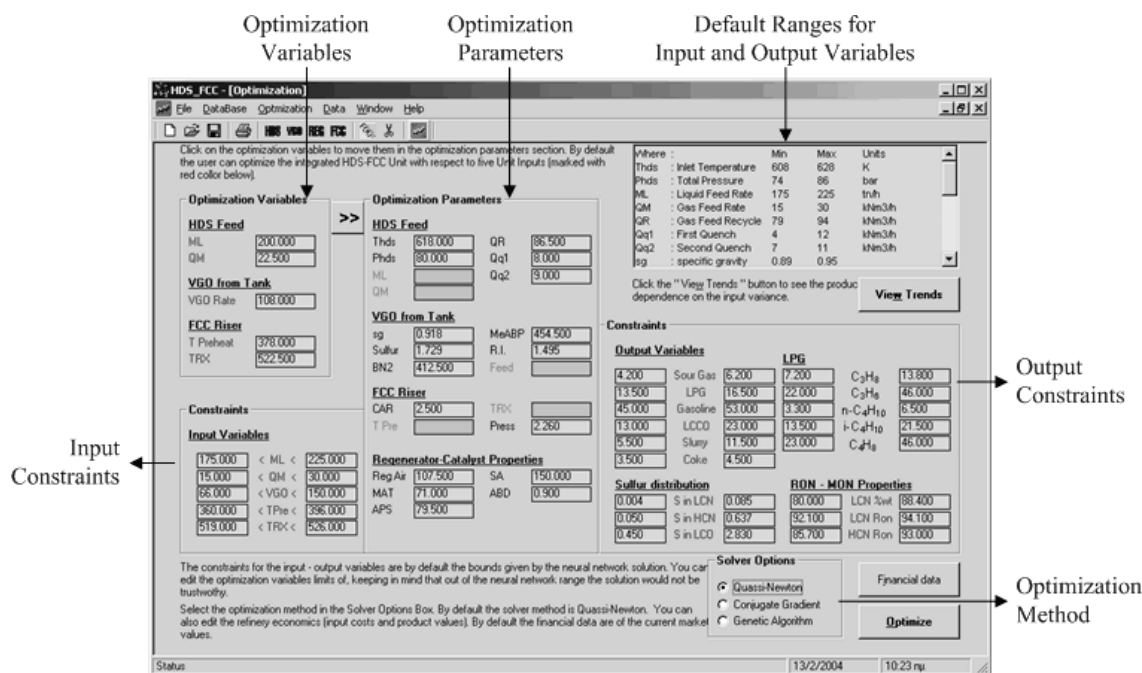 Optimization
Variables
Optimization
Parameters
Default Ranges for
Input and Output Variables
HDS_FCC - [Optimization]
File DataBase Optmization Data Window Help
HDS VGO REG FCC
Click on the optimization variables to move them in the optimization parameters section. By default
the user can optimize the integrated HDS-FCC Unit with respect to five Unit Inputs (marked with
red collor below).
Where : Min Max Units
Thds : Inlet Temperature 608 628 K
Phds : Total Pressure 74 86 bar
ML : Liquid Feed Rate 175 225 trv/h
QM : Gas Feed Rate 15 30 kNm3/h
QR : Gas Feed Recycle 79 94 kNm3/h
Qq1 : First Quench 4 12 kNm3/h
Qq2 : Second Quench 7 11 kNm3/h
sg : specific gravity 0.89 0.95
Click the " View Trends " button to see the produc
dependence on the input variance.
View Trends
Optimization Variables
HDS Feed
ML 200.000
QM 22.500
VGO from Tank
VGO Rate 108.000
FCC Riser
T Preheat 378.000
TRX 522.500
>>
Optimization Parameters
HDS Feed
Thds 618.000 QR 86.500
Phds 80.000 Qq1 8.000
ML Qq2 9.000
QM
VGO from Tank
sg 0.918 MeABP 454.500
Sulfur 1.729 R.I. 1.495
BN2 412.500 Feed
FCC Riser
CAR 2.500 TRX
T Pre Press 2.260
Regenerator-Catalyst Properties
Reg Air 107.500 SA 150.000
MAT 71.000 ABD 0.900
APS 79.500
Constraints
Input Variables
175.000 < ML < 225.000
15.000 < QM < 30.000
66.000 < VGO < 150.000
360.000 < TPre < 396.000
519.000 < TRX < 526.000
Input
Constraints
Constraints
Output Variables LPG
4.200 Sour Gas 6.200 7.200 C3H8 13.800
13.500 LPG 16.500 22.000 C3H6 46.000
45.000 Gasoline 53.000 3.300 n-C4H10 6.500
13.000 LCCO 23.000 13.500 i-C4H10 21.500
5.500 Slurry 11.500 23.000 C4H8 46.000
3.500 Coke 4.500
Sulfur distribution RON - MON Properties
0.004 S in LCN 0.085 80.000 LCN %wt 88.400
0.050 S in HCN 0.637 92.100 LCN Ron 94.100
0.450 S in LCO 2.830 85.700 HCN Ron 93.000
Output
Constraints
The constraints for the input - output variables are by default the bounds given by the neural network solution. You can
edit the optimization variables limits of, keeping in mind that out of the neural network range the solution would not be
trustworthy.
Select the optimization method in the Solver Options Box. By default the solver method is Quasi-Newton. You can
also edit the refinery economics (input costs and product values). By default the financial data are of the current market
values.
Solver Options
Quassi-Newton
Conjugate Gradient
Genetic Algorithm
Financial data
Optimize
Optimization
Method
Status 13/2/2004 10:23 πμ